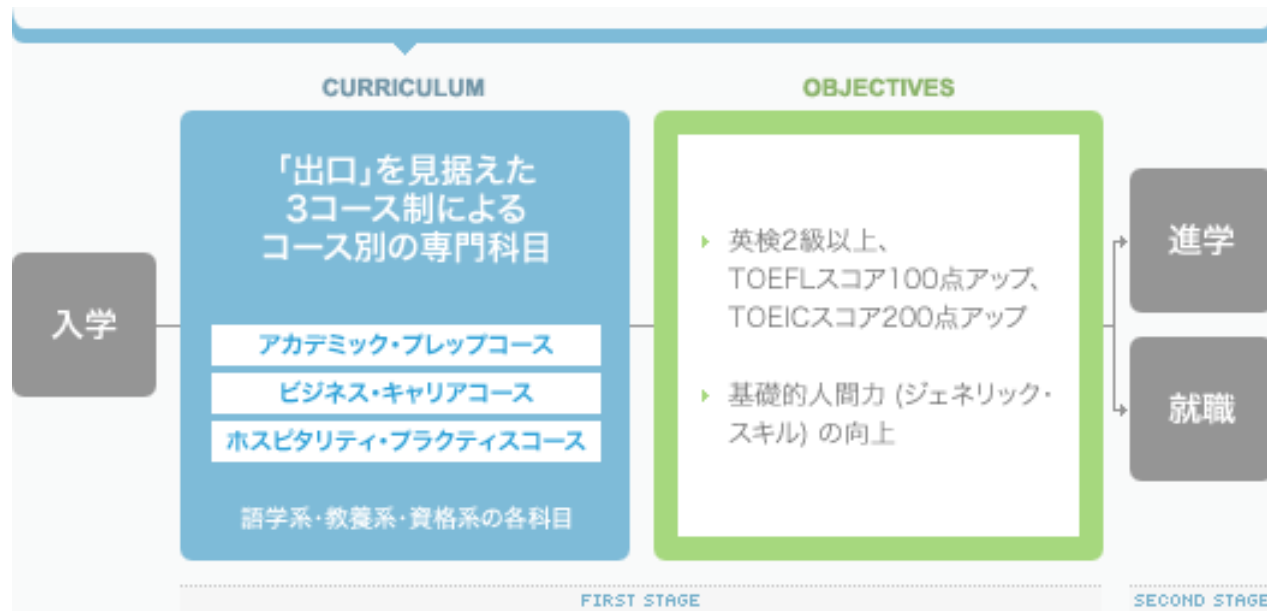 CURRICULUM
OBJECTIVES
入学
「出口」を見据えた
3コース制による
コース別の専門科目
アカデミック・プレップコース
ビジネス・キャリアコース
ホスピタリティ・プラクティスコース
語学系・教養系・資格系の各科目
英検2級以上、
TOEFLスコア100点アップ、
TOEICスコア200点アップ
基礎的人間力 (ジェネリック・
スキル) の向上
進学
就職
FIRST STAGE
SECOND STAGE